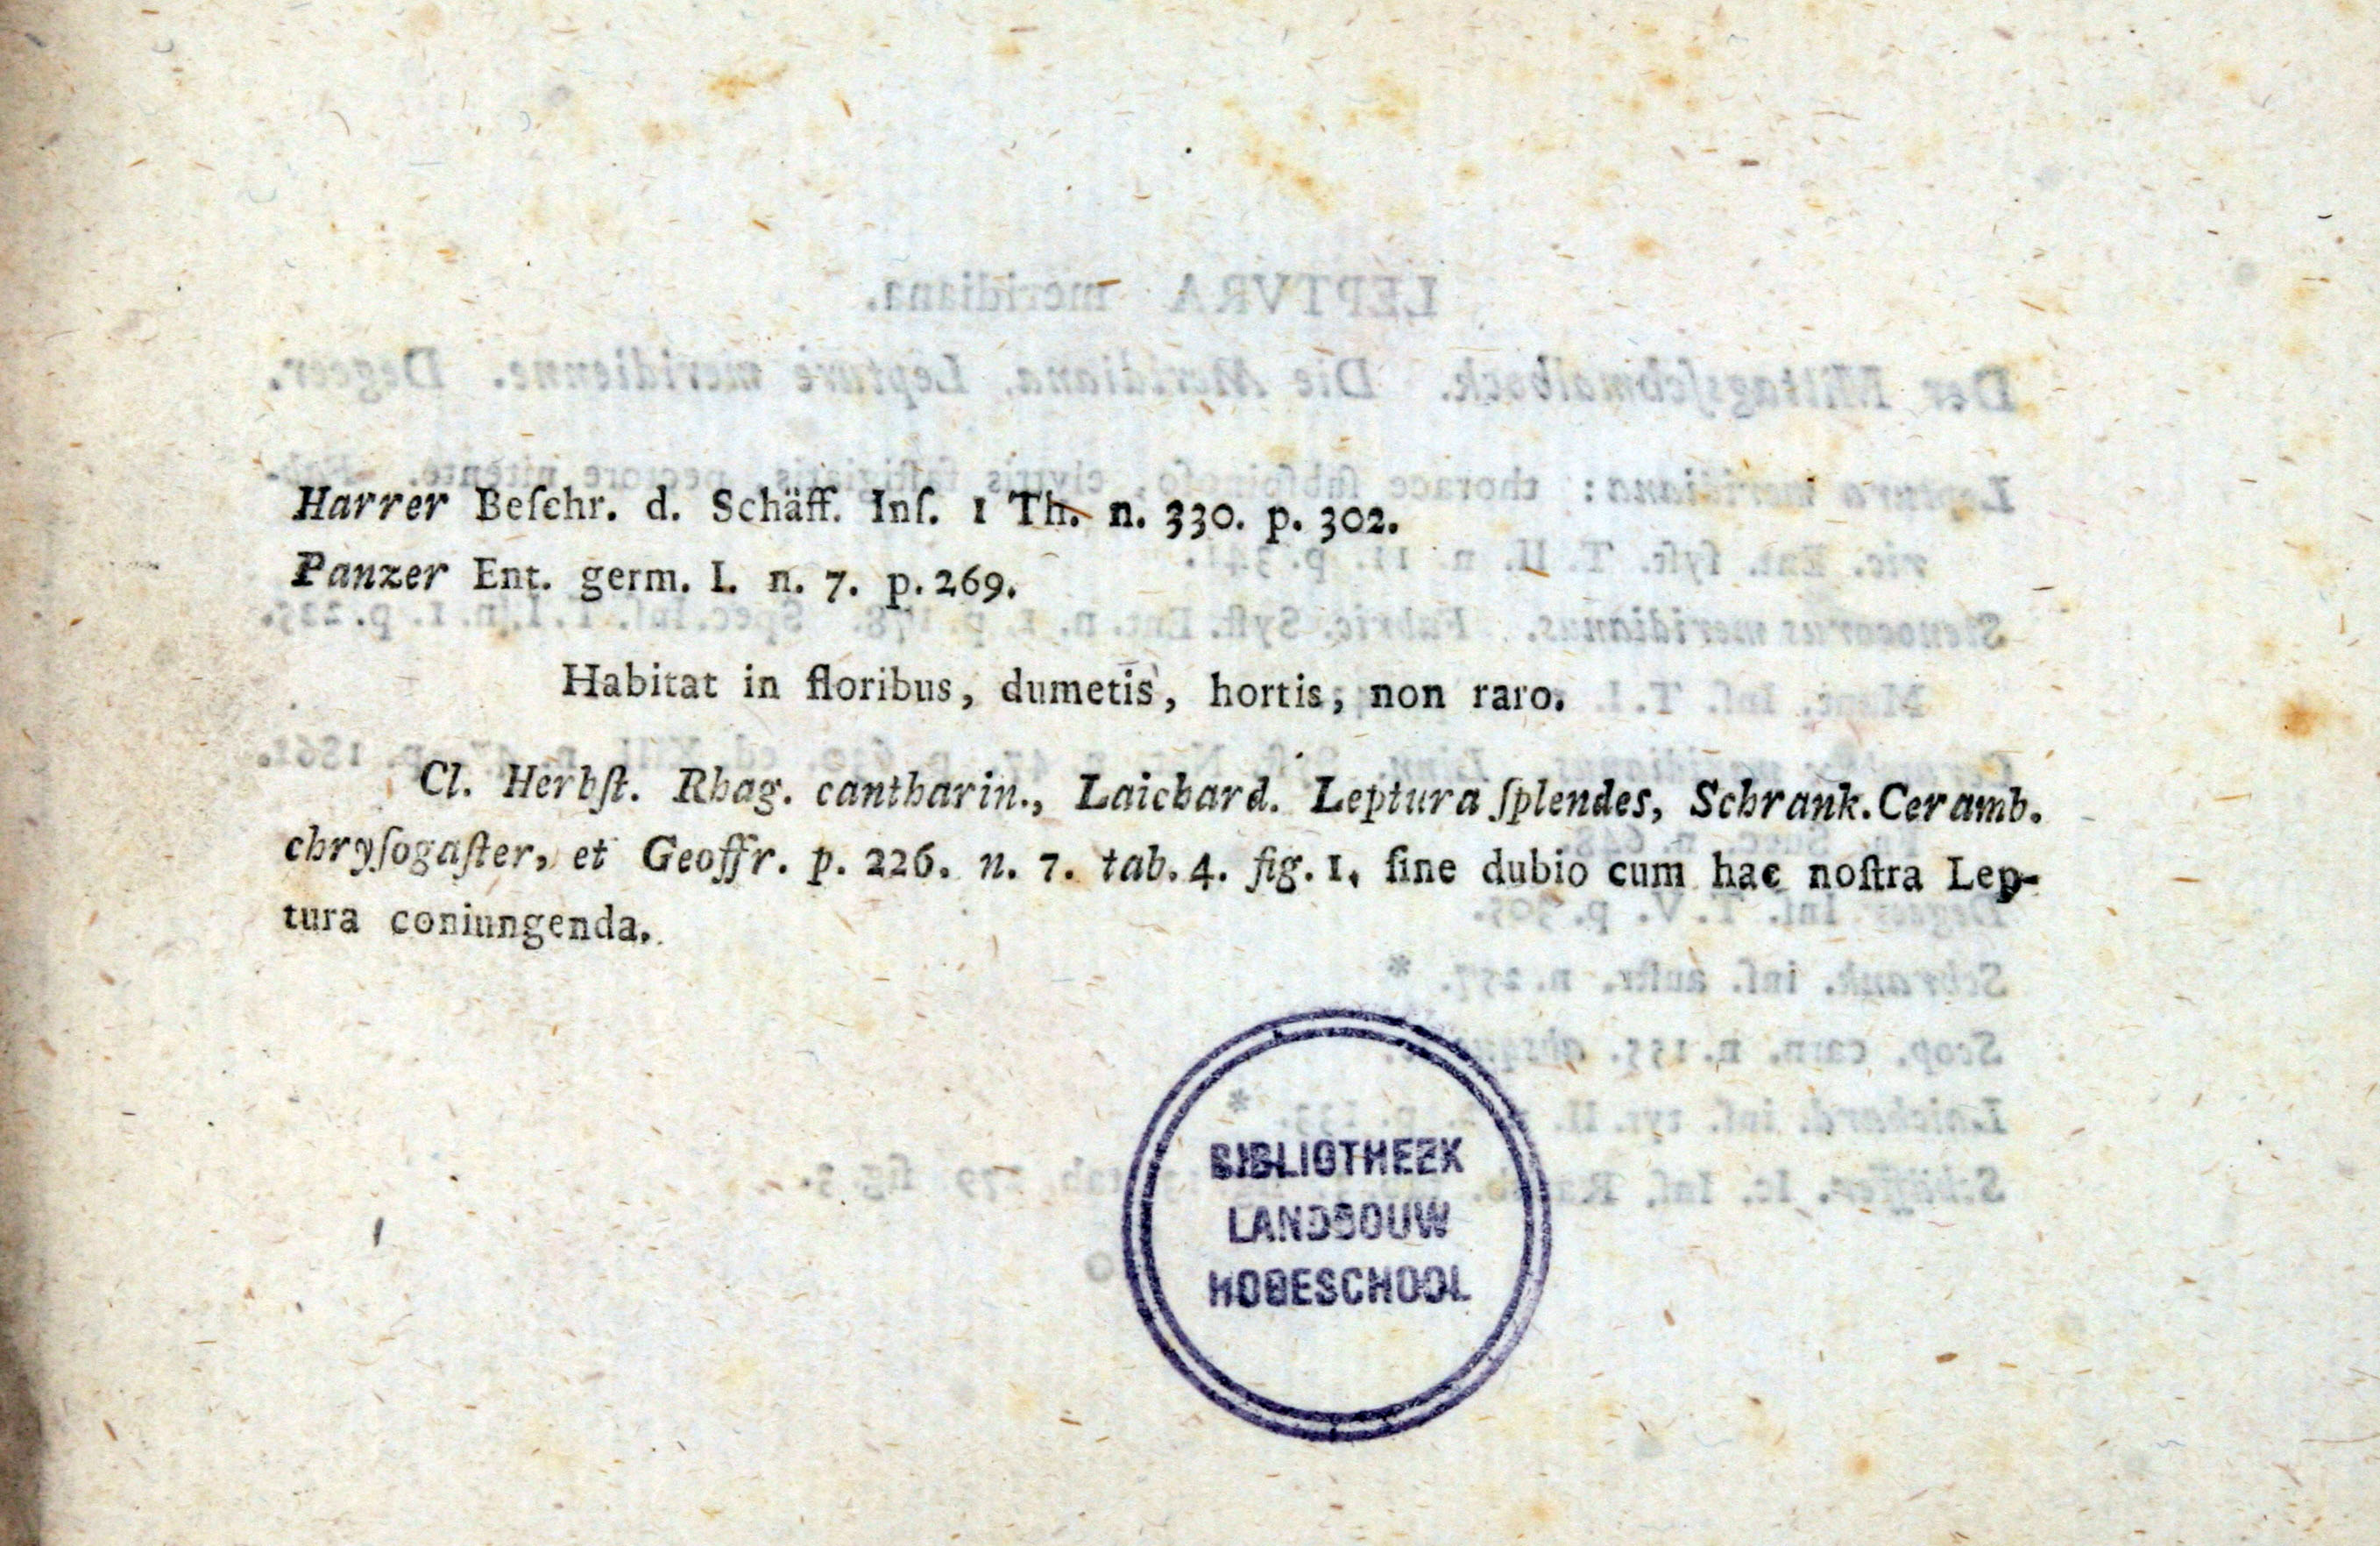 Harrer Beſchr. d. Schäff. Inſ. 1 Th. n. 330. p. 302.
Panzer Ent. germ. I. n. 7. p. 269.
Habitat in floribus, dumetis, hortis, non raro.
Cl. Herbſt. Rhag. cantharin., Laichard. Leptura ſplendes, Schrank. Ceramb.
chryſogaſter, et Geoffr. p. 226. n. 7. tab. 4. fig. 1. ſine dubio cum hac noſtra Lep-
tura coniungenda.
BIBLIOTHEEK
LANDBOUW
HOGESCHOOL